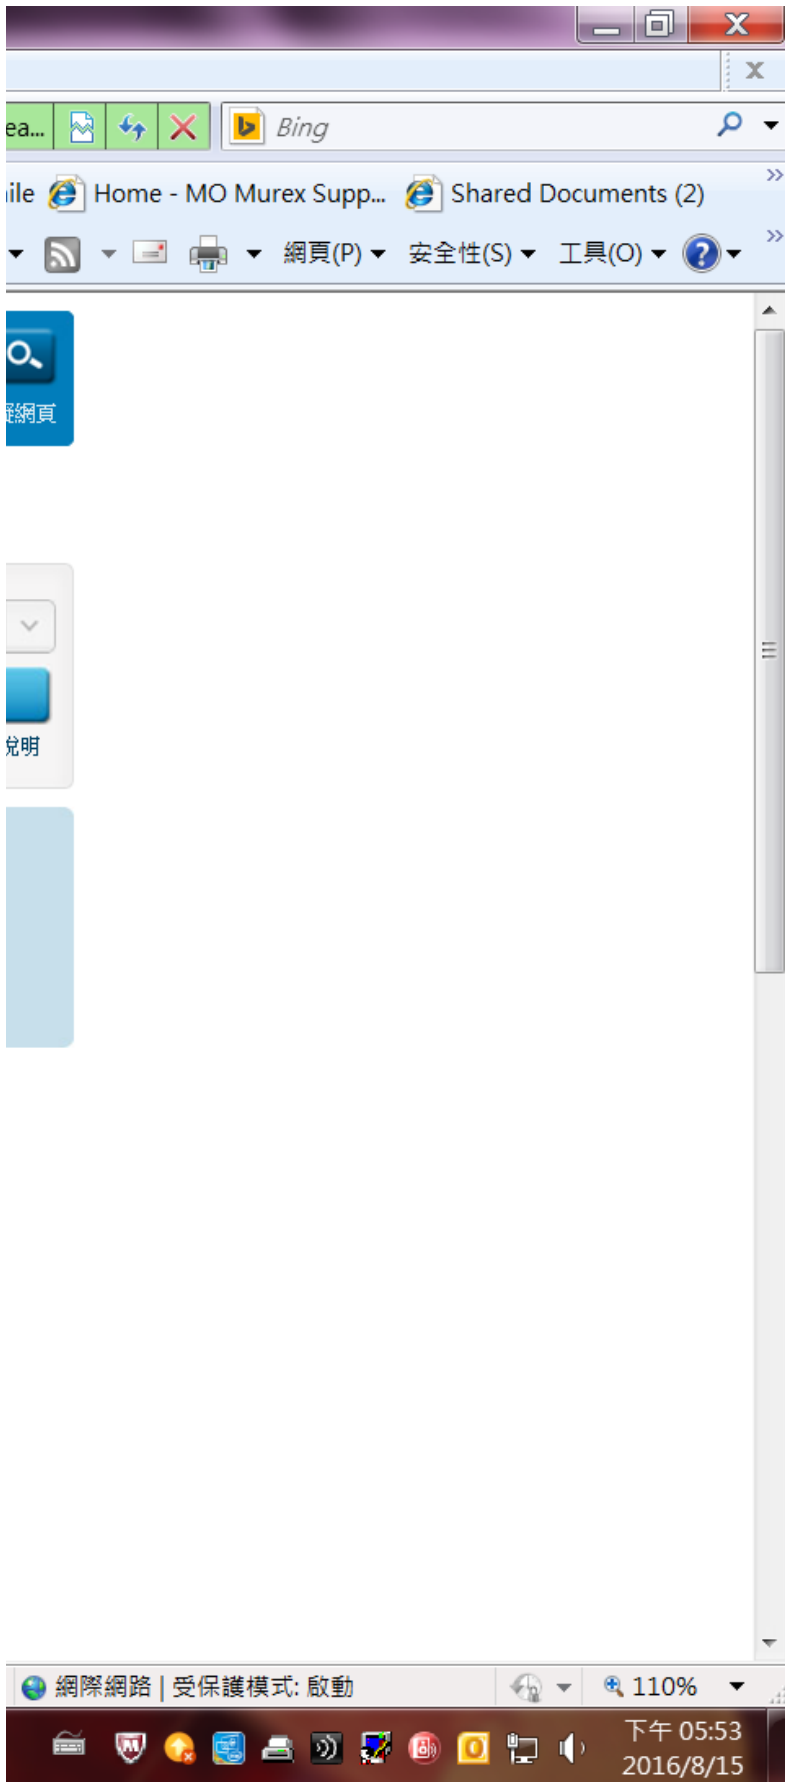 ea...
Bing
ile Home - MO Murex Supp... Shared Documents (2)
網頁(P) 安全性(S) 工具(O)
網頁
說明
網際網路 | 受保護模式: 啟動 110%
下午 05:53
2016/8/15